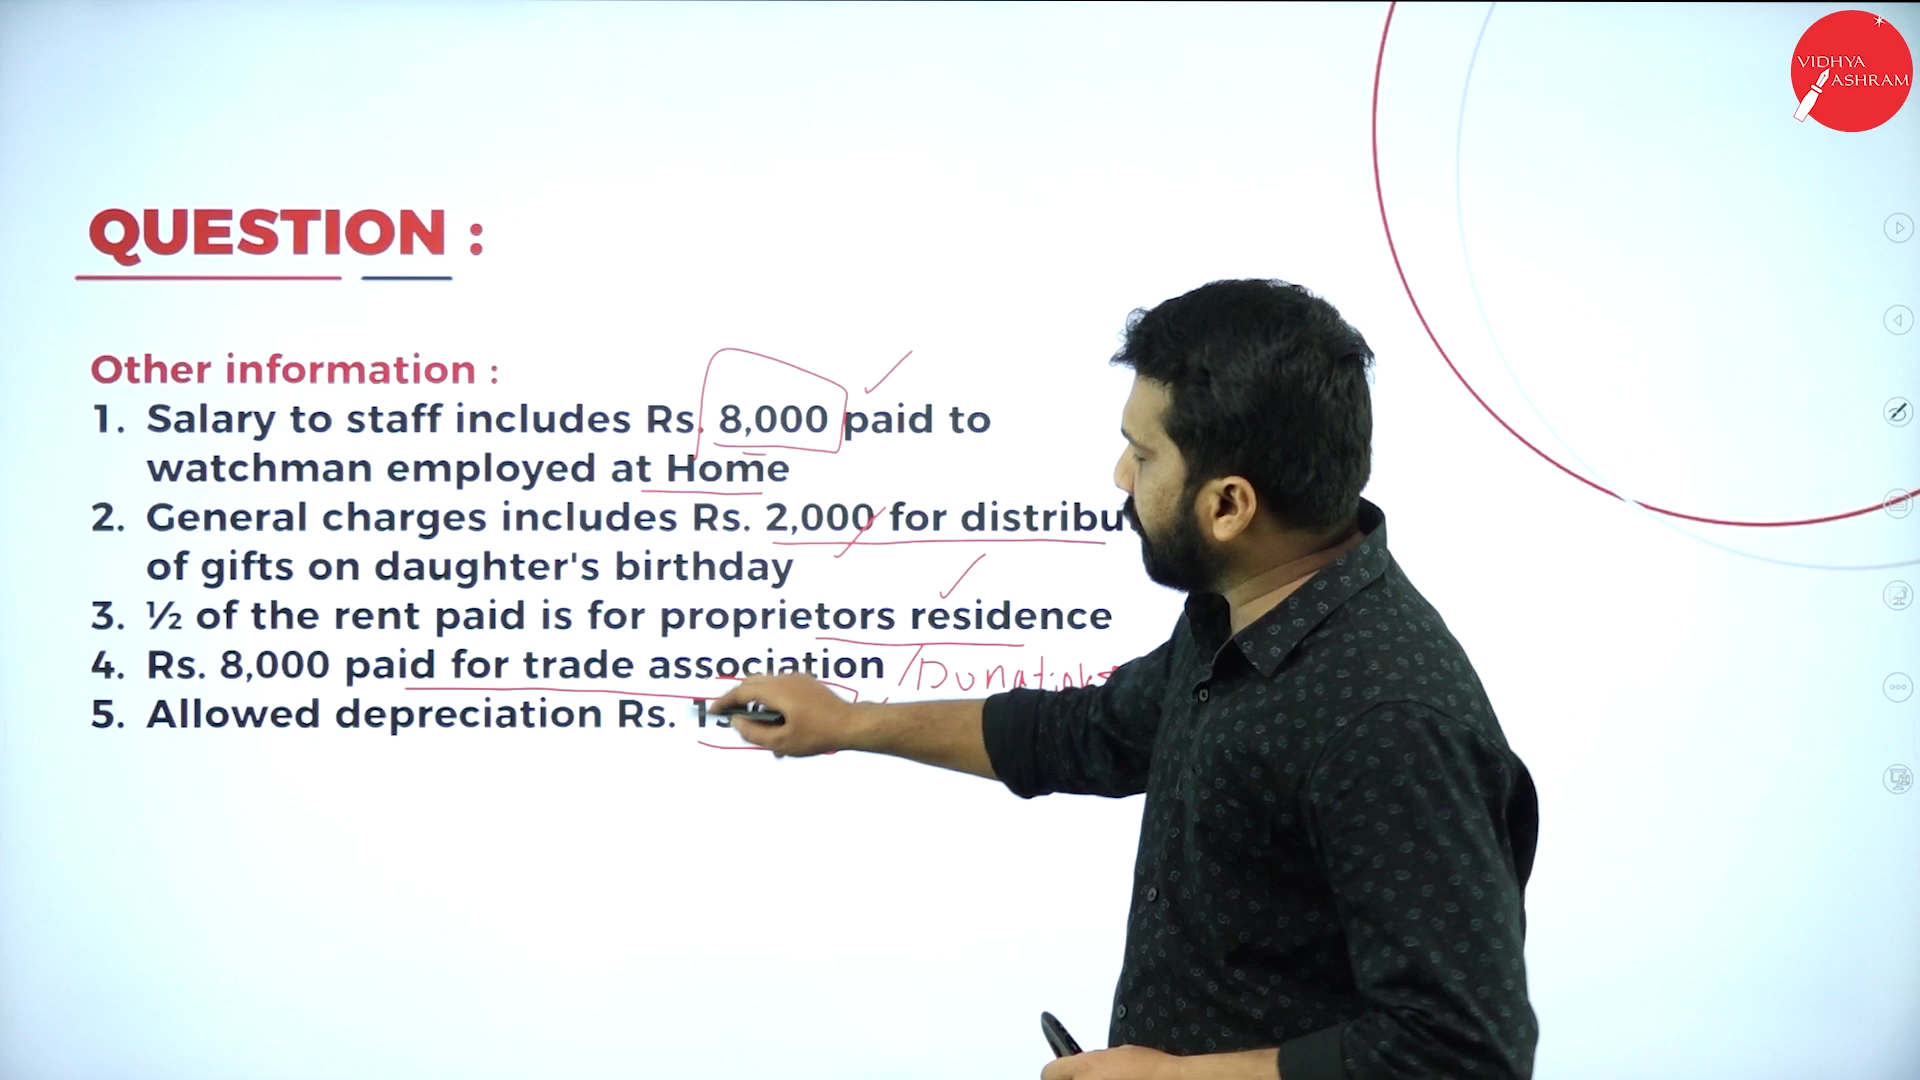 VIDHYA
ASHRAM
QUESTION :
Other information :
1. Salary to staff includes Rs. 8,000 paid to
watchman employed at Home
2. General charges includes Rs. 2,000 for
of gifts on daughter's birthday
3. ½ of the rent paid is for proprietors residence
4. Rs. 8,000 paid for trade association
5. Allowed depreciation Rs.